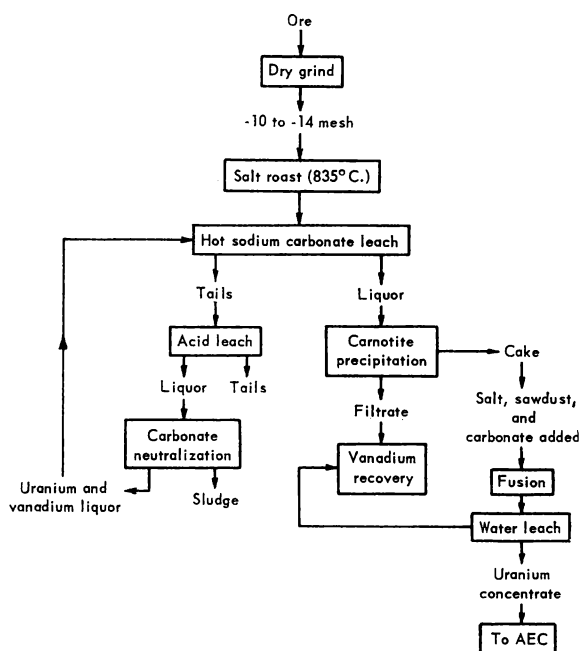 Ore
Dry grind
-10 to -14 mesh
Salt roast (835° C.)
Hot sodium carbonate leach
Tails
Liquor
Acid leach
Liquor
Tails
Carbonate
neutralization
Uranium and
vanadium liquor
Sludge
Carnotite
precipitation
Cake
Filtrate
Salt, sawdust,
and
carbonate added
Vanadium
recovery
Fusion
Water leach
Uranium
concentrate
To AEC